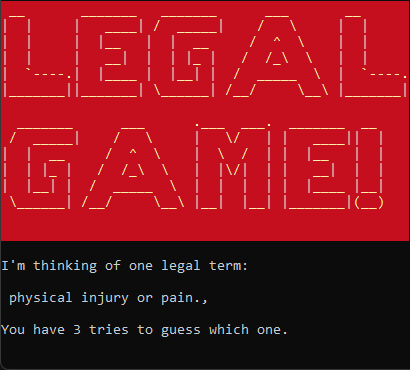 LEGAL
GAME!
I'm thinking of one legal term:
physical injury or pain.,
You have 3 tries to guess which one.